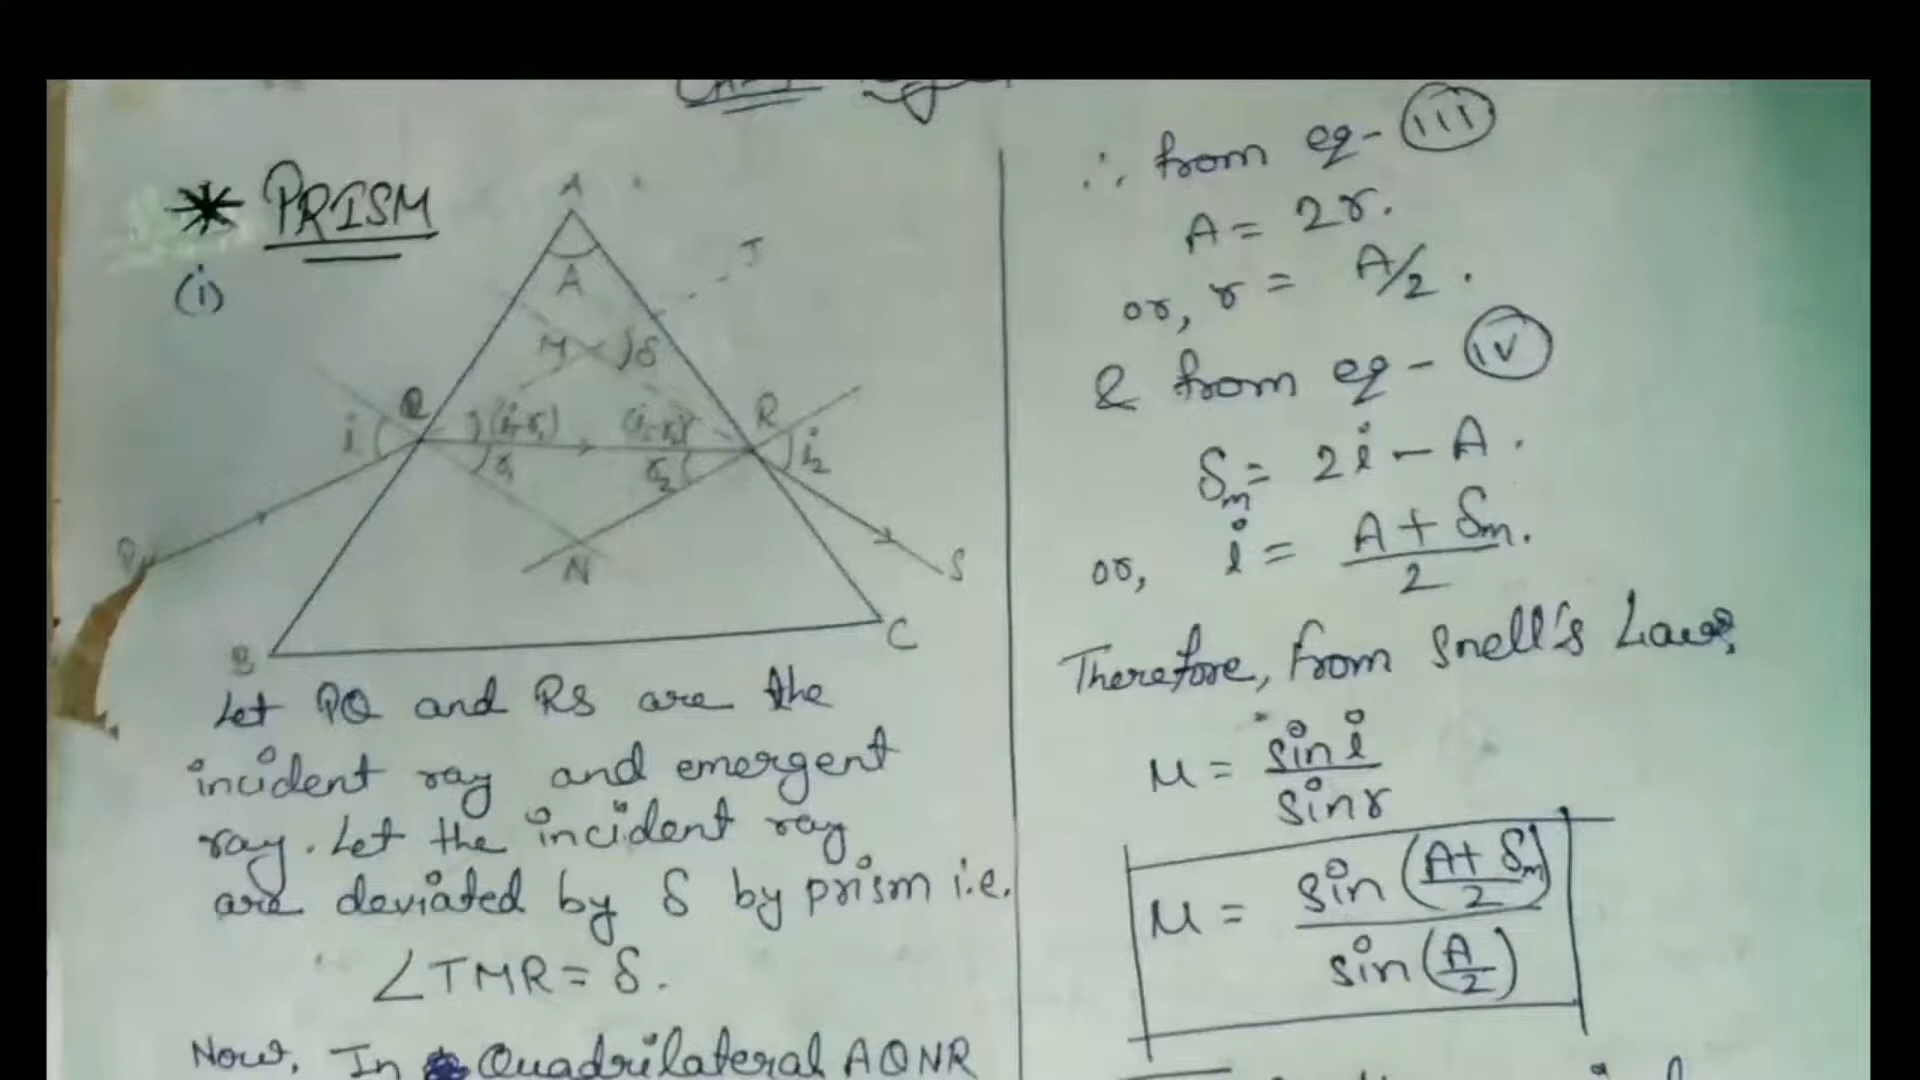 * PRISM
(i)
A
A
M
δ
Q
R
i
(i-r₁)
(i₂-r₂)
r₁
r₂
i₂
P
N
S
B
C
Let PQ and RS are the
incident ray and emergent
ray. Let the incident ray
are deviated by δ by prism i.e.
∠TMR = δ.
Now, In Quadrilateral AQNR
∴ from eq- (iii)
A = 2r.
or, r = A/2.
& from eq- (iv)
δm = 2i - A.
or, i = (A + δm)/2.
Therefore, from Snell's Law,
μ = sin i / sin r
μ = sin((A + δm)/2) / sin(A/2)